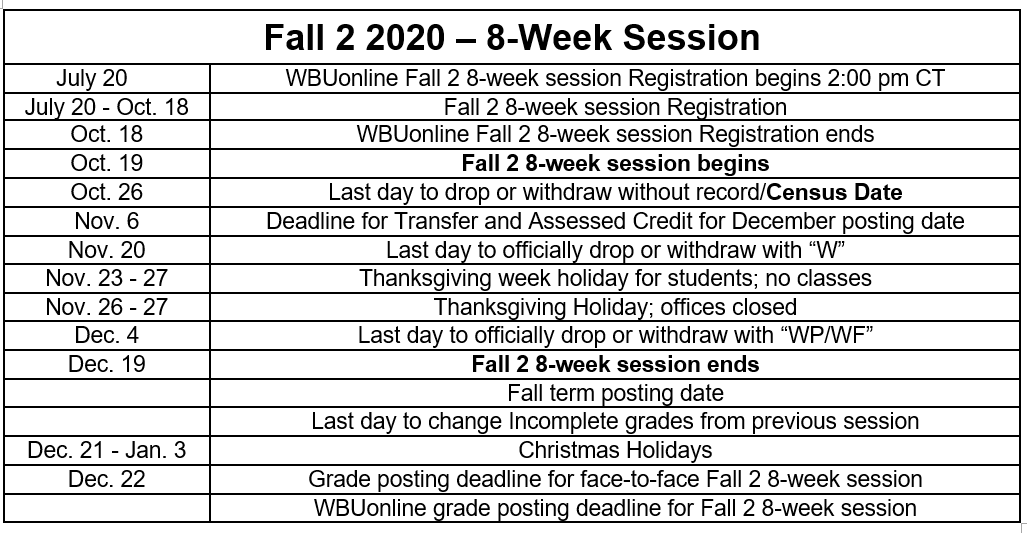 Fall 2 2020 – 8-Week Session
July 20 WBUonline Fall 2 8-week session Registration begins 2:00 pm CT
July 20 - Oct. 18 Fall 2 8-week session Registration
Oct. 18 WBUonline Fall 2 8-week session Registration ends
Oct. 19 Fall 2 8-week session begins
Oct. 26 Last day to drop or withdraw without record/Census Date
Nov. 6 Deadline for Transfer and Assessed Credit for December posting date
Nov. 20 Last day to officially drop or withdraw with “W”
Nov. 23 - 27 Thanksgiving week holiday for students; no classes
Nov. 26 - 27 Thanksgiving Holiday; offices closed
Dec. 4 Last day to officially drop or withdraw with “WP/WF”
Dec. 19 Fall 2 8-week session ends
Fall term posting date
Last day to change Incomplete grades from previous session
Dec. 21 - Jan. 3 Christmas Holidays
Dec. 22 Grade posting deadline for face-to-face Fall 2 8-week session
WBUonline grade posting deadline for Fall 2 8-week session